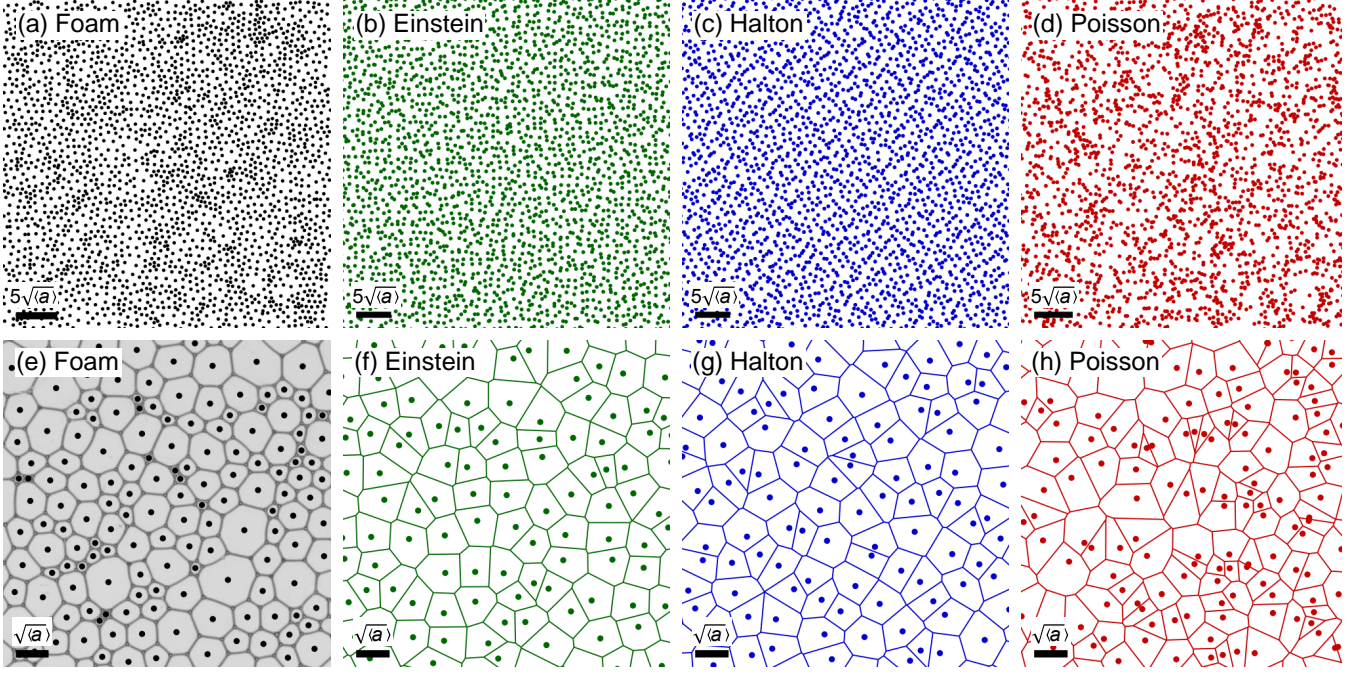 (a) Foam
(b) Einstein
(c) Halton
(d) Poisson
5√⟨a⟩
5√⟨a⟩
5√⟨a⟩
5√⟨a⟩
(e) Foam
(f) Einstein
(g) Halton
(h) Poisson
√⟨a⟩
√⟨a⟩
√⟨a⟩
√⟨a⟩